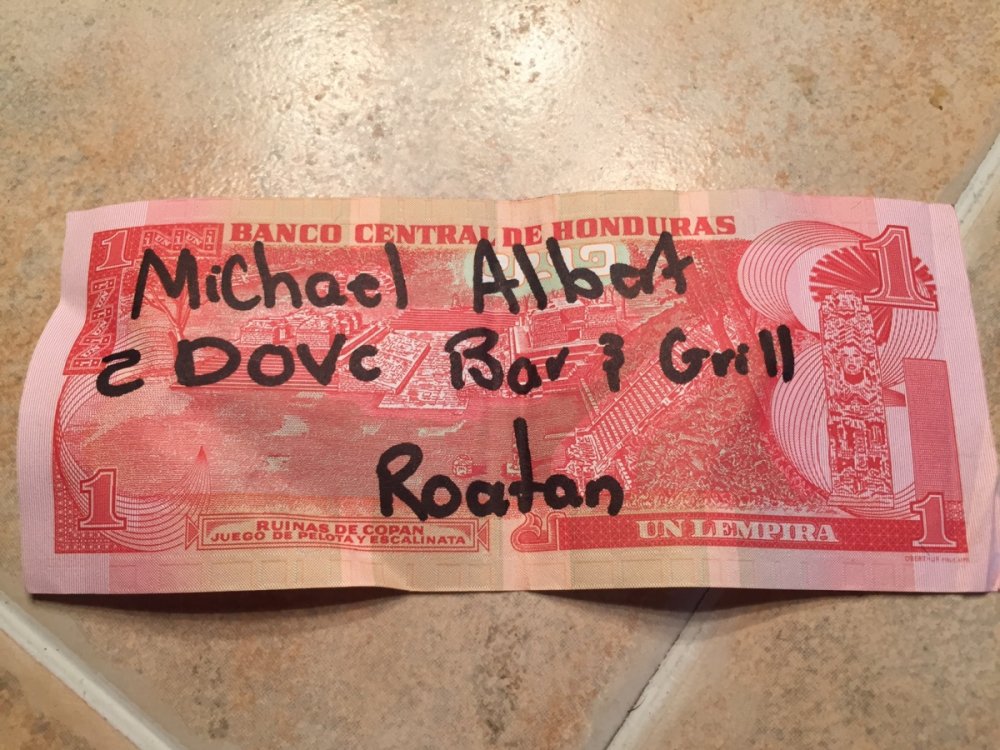 1 BANCO CENTRAL DE HONDURAS 1
Michael Albert
2 Dove Bar & Grill
Roatan
1 RUINAS DE COPAN
JUEGO DE PELOTA Y ESCALINATA
UN LEMPIRA 1